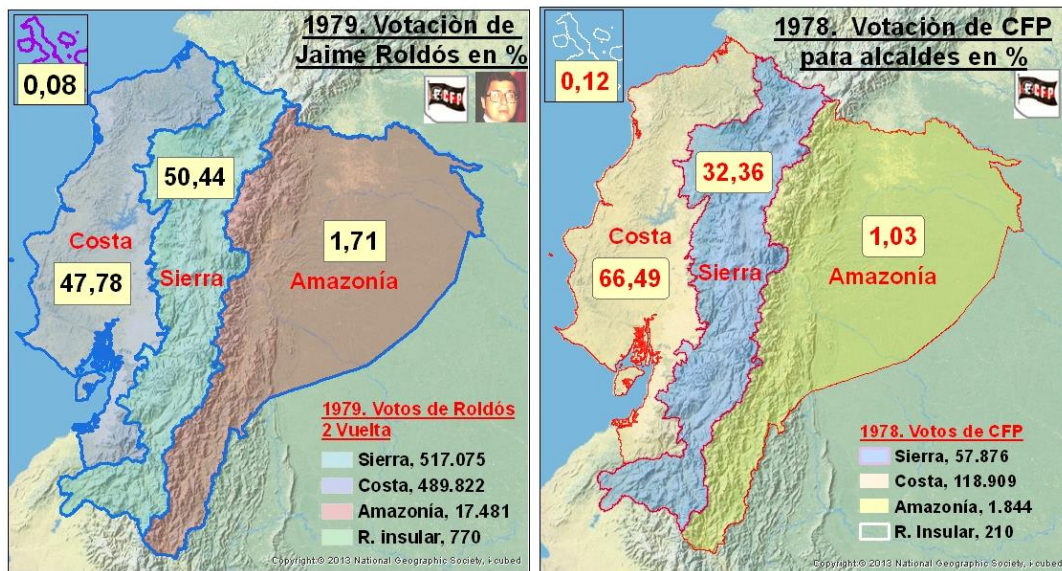 1979. Votación de
Jaime Roldós en %
0,08
CFP
50,44
1,71
Costa
Sierra
Amazonía
47,78
1979. Votos de Roldós
2 Vuelta
Sierra, 517.075
Costa, 489.822
Amazonía, 17.481
R. insular, 770
Copyright:© 2013 National Geographic Society, i-cubed
1978. Votación de CFP
para alcaldes en %
0,12
CFP
32,36
1,03
Costa
Sierra
Amazonía
66,49
1978. Votos de CFP
Sierra, 57.876
Costa, 118.909
Amazonía, 1.844
R. Insular, 210
Copyright:© 2013 National Geographic Society, i-cubed